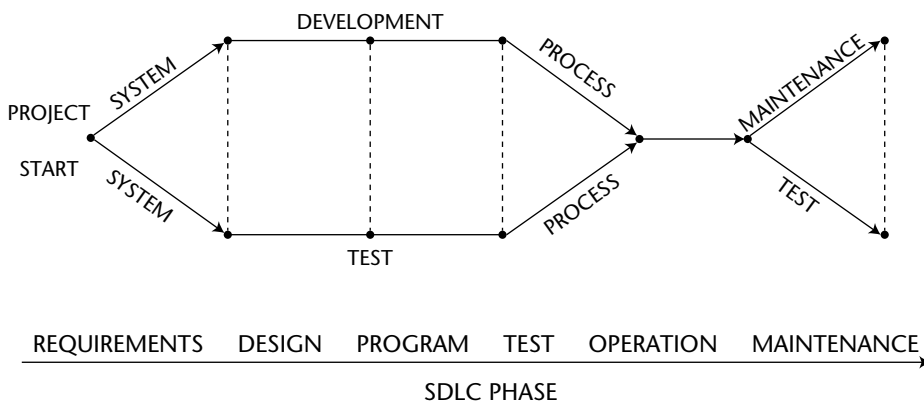 DEVELOPMENT
SYSTEM
PROCESS
MAINTENANCE
PROJECT
START
SYSTEM
PROCESS
TEST
TEST
REQUIREMENTS DESIGN PROGRAM TEST OPERATION MAINTENANCE
SDLC PHASE